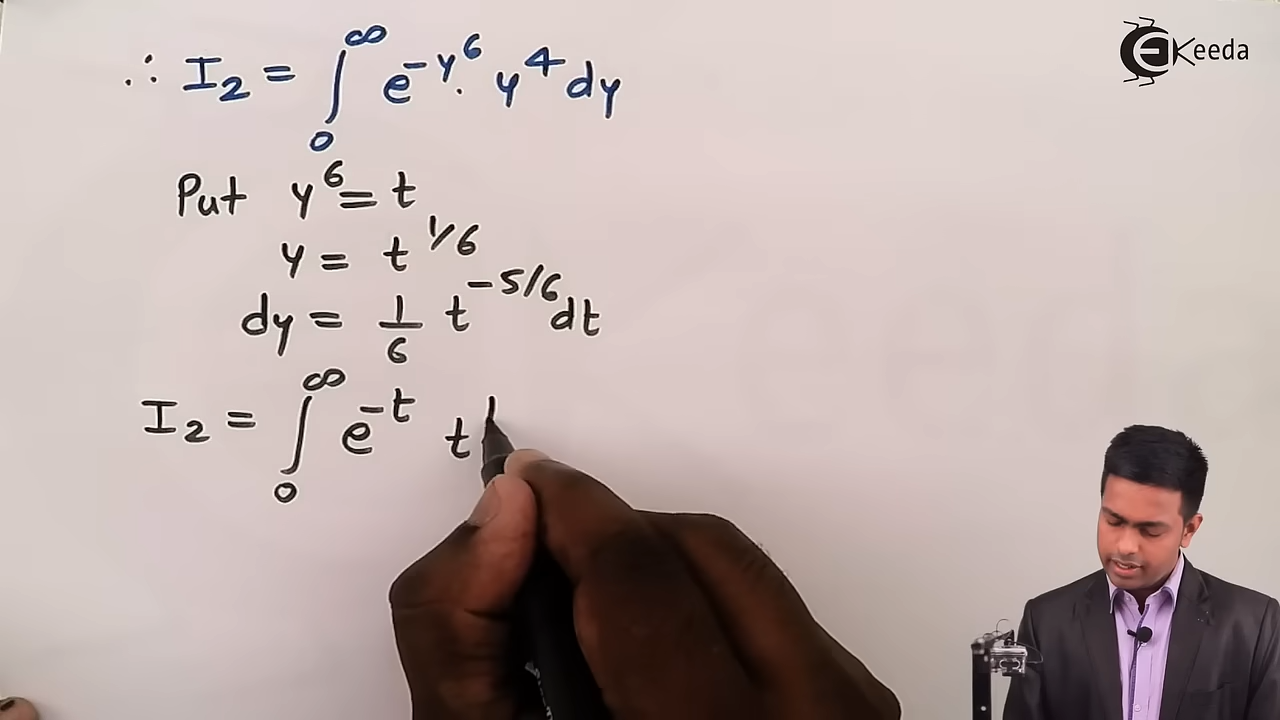 ∴ I₂ = ∫₀^∞ e^{-y⁶} . y⁴ dy
Put y⁶ = t
y = t^{1/6}
dy = 1/6 t^{-5/6} dt
I₂ = ∫₀^∞ e^{-t} t
eKeeda